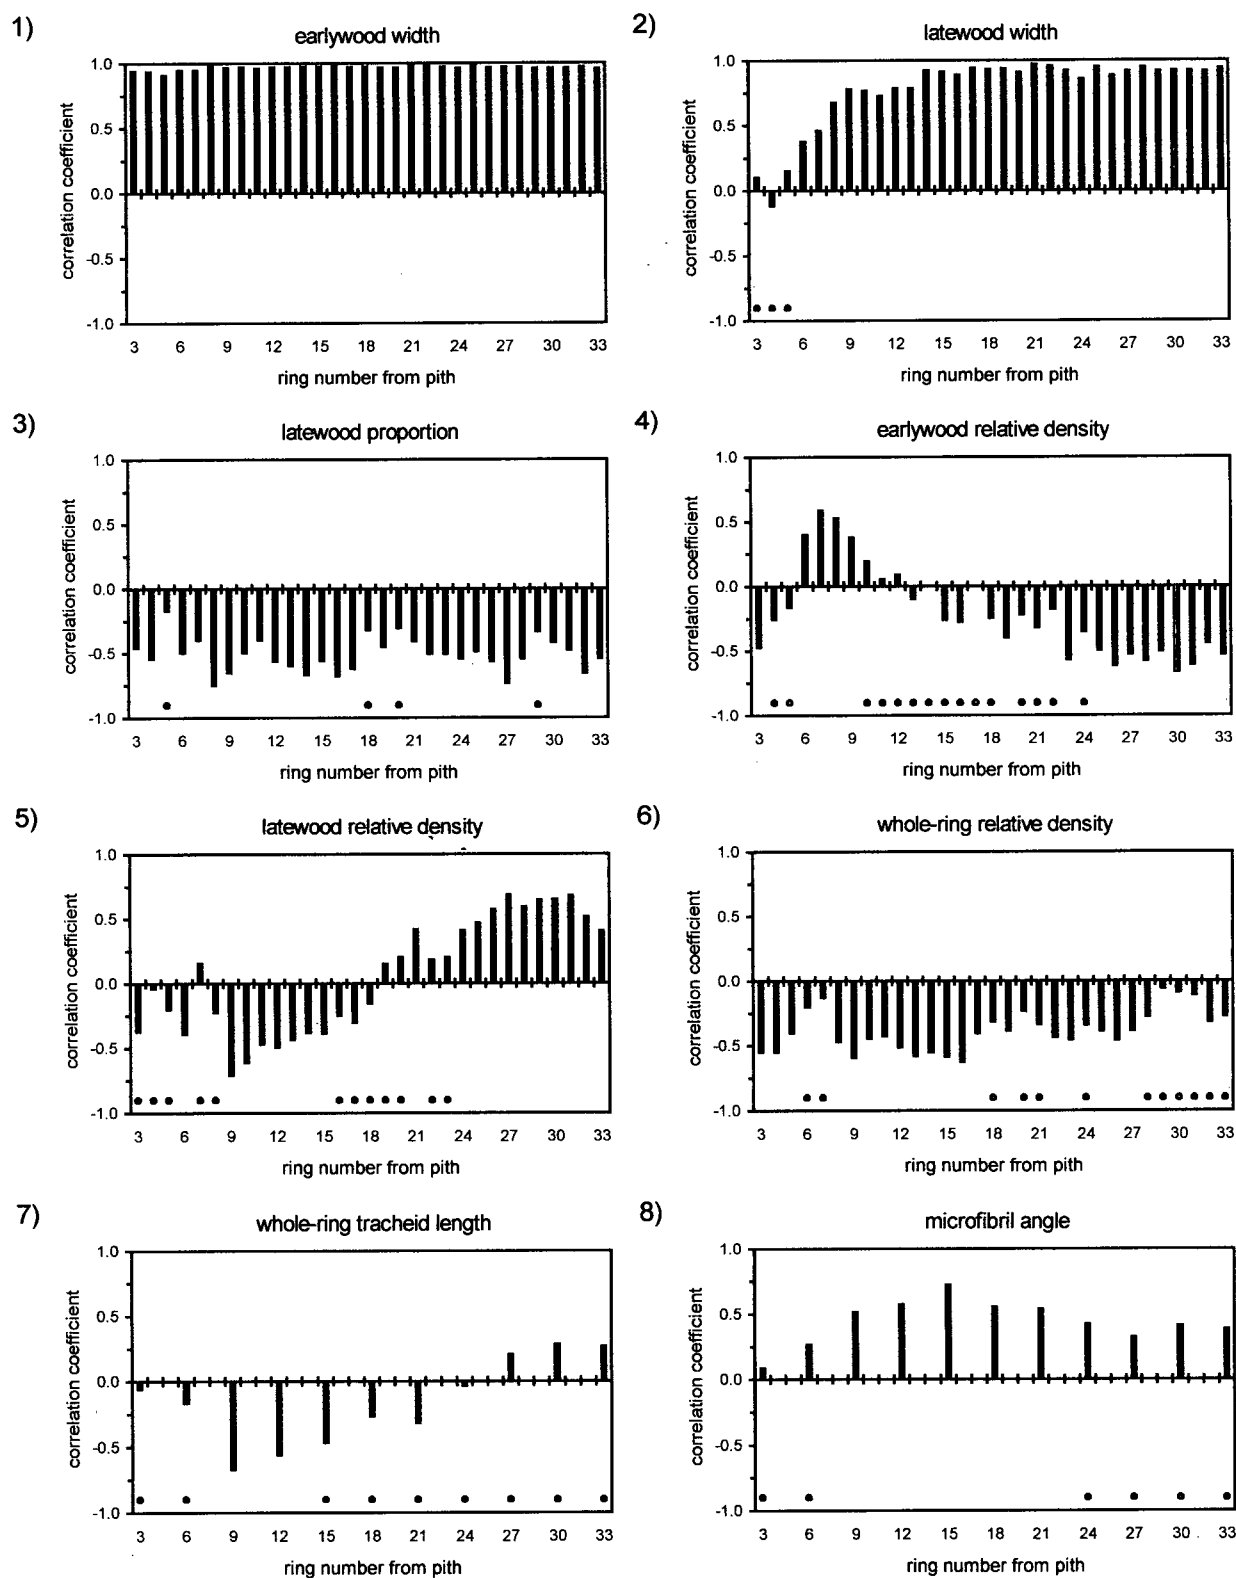 1)
earlywood width
correlation coefficient
1.0
0.5
0.0
-0.5
-1.0
3 6 9 12 15 18 21 24 27 30 33
ring number from pith
2)
latewood width
correlation coefficient
1.0
0.5
0.0
-0.5
-1.0
3 6 9 12 15 18 21 24 27 30 33
ring number from pith
3)
latewood proportion
correlation coefficient
1.0
0.5
0.0
-0.5
-1.0
3 6 9 12 15 18 21 24 27 30 33
ring number from pith
4)
earlywood relative density
correlation coefficient
1.0
0.5
0.0
-0.5
-1.0
3 6 9 12 15 18 21 24 27 30 33
ring number from pith
5)
latewood relative density
correlation coefficient
1.0
0.5
0.0
-0.5
-1.0
3 6 9 12 15 18 21 24 27 30 33
ring number from pith
6)
whole-ring relative density
correlation coefficient
1.0
0.5
0.0
-0.5
-1.0
3 6 9 12 15 18 21 24 27 30 33
ring number from pith
7)
whole-ring tracheid length
correlation coefficient
1.0
0.5
0.0
-0.5
-1.0
3 6 9 12 15 18 21 24 27 30 33
ring number from pith
8)
microfibril angle
correlation coefficient
1.0
0.5
0.0
-0.5
-1.0
3 6 9 12 15 18 21 24 27 30 33
ring number from pith